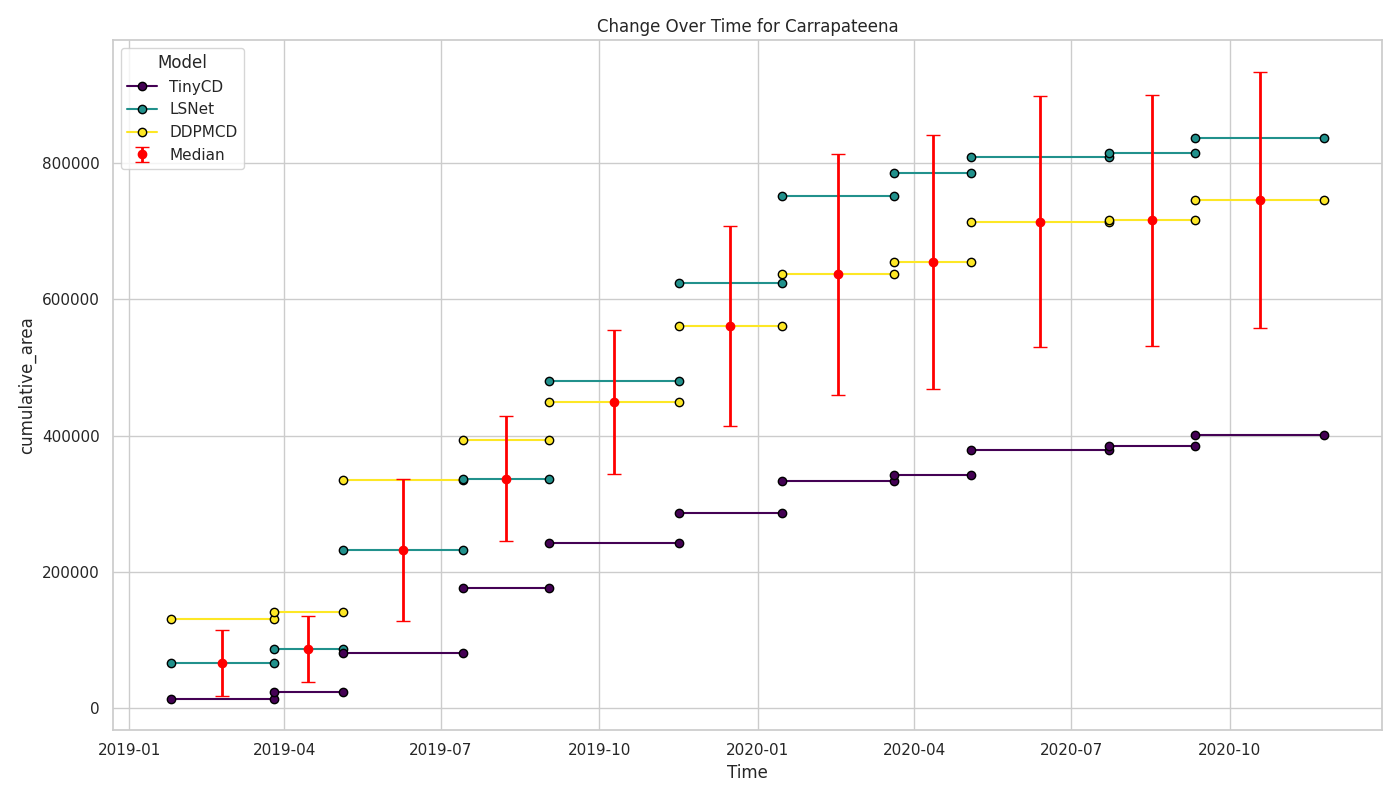 Change Over Time for Carrapateena
Model
TinyCD
LSNet
DDPMCD
Median
cumulative_area
800000
600000
400000
200000
0
2019-01 2019-04 2019-07 2019-10 2020-01 2020-04 2020-07 2020-10
Time